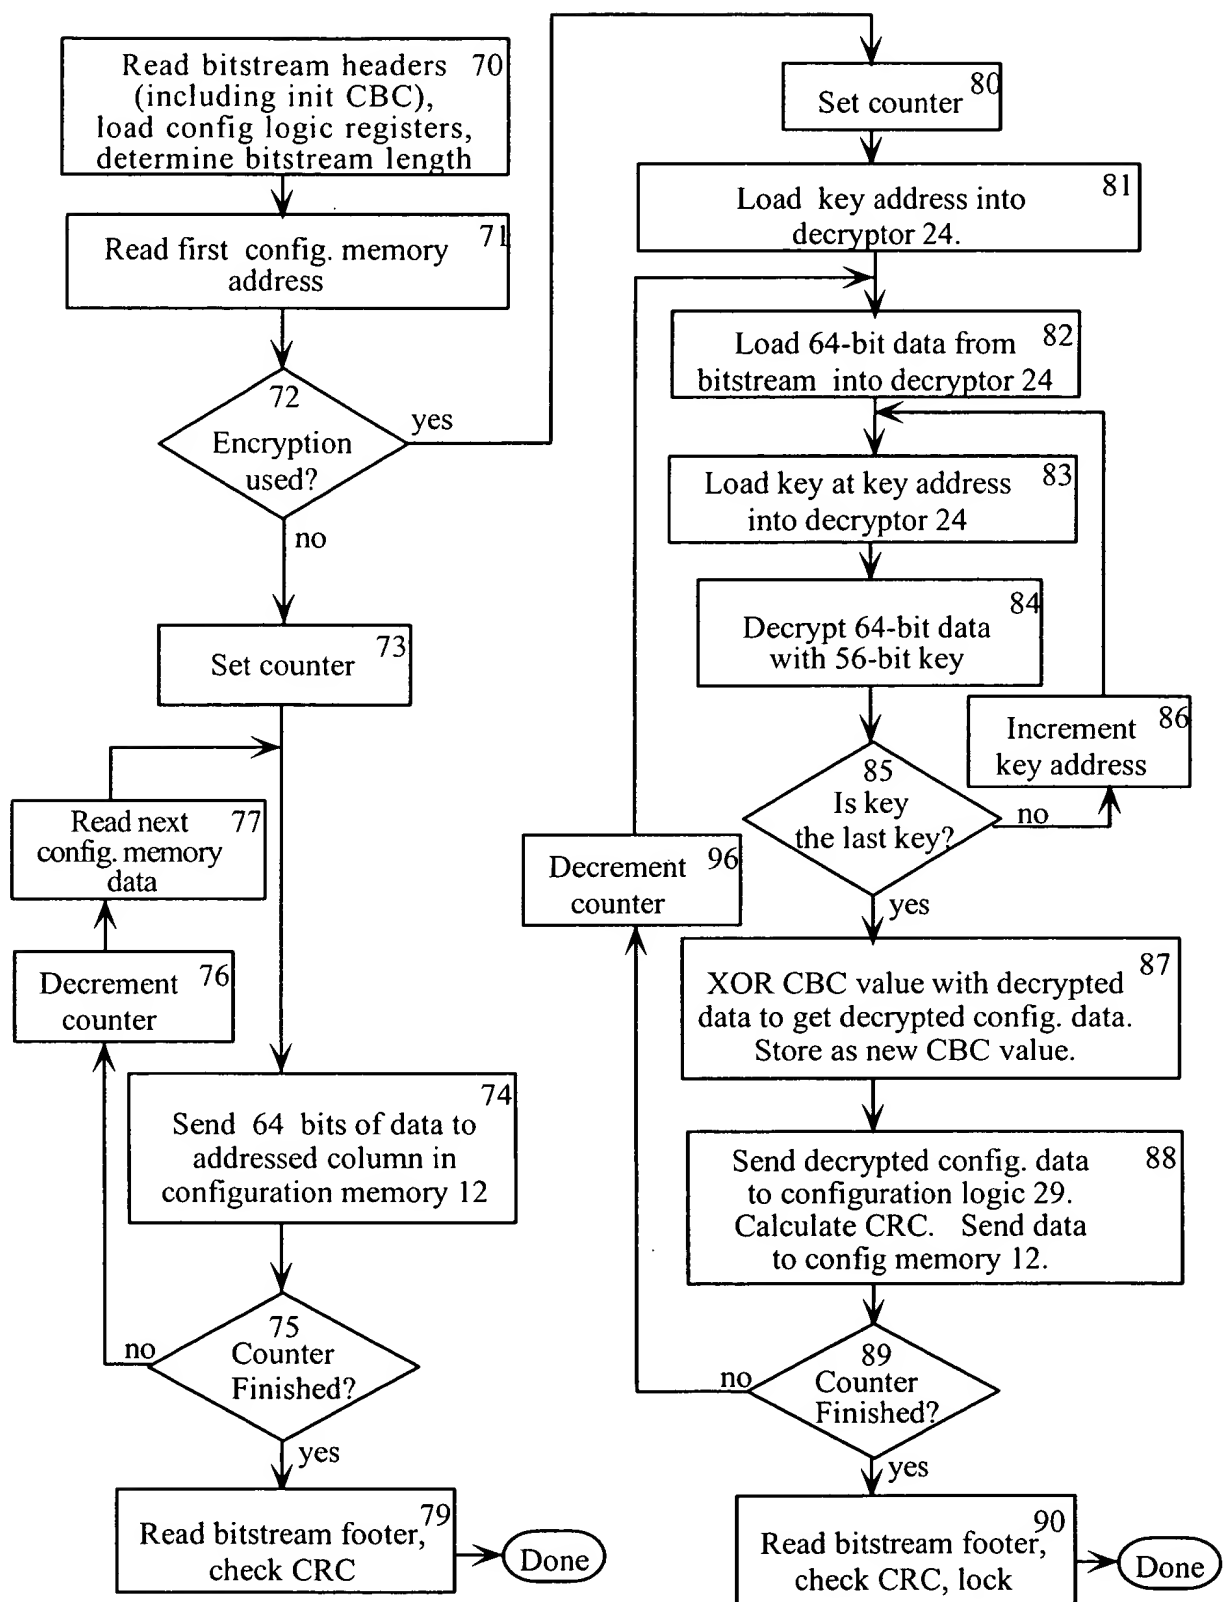 70
Read bitstream headers
(including init CBC),
load config logic registers,
determine bitstream length
71
Read first config. memory
address
72
Encryption
used?
yes
no
73
Set counter
77
Read next
config. memory
data
76
Decrement
counter
74
Send 64 bits of data to
addressed column in
configuration memory 12
75
Counter
Finished?
no
yes
79
Read bitstream footer,
check CRC
Done
80
Set counter
81
Load key address into
decryptor 24.
82
Load 64-bit data from
bitstream into decryptor 24
83
Load key at key address
into decryptor 24
84
Decrypt 64-bit data
with 56-bit key
86
Increment
key address
85
Is key
the last key?
no
yes
96
Decrement
counter
87
XOR CBC value with decrypted
data to get decrypted config. data.
Store as new CBC value.
88
Send decrypted config. data
to configuration logic 29.
Calculate CRC. Send data
to config memory 12.
89
Counter
Finished?
no
yes
90
Read bitstream footer,
check CRC, lock
Done